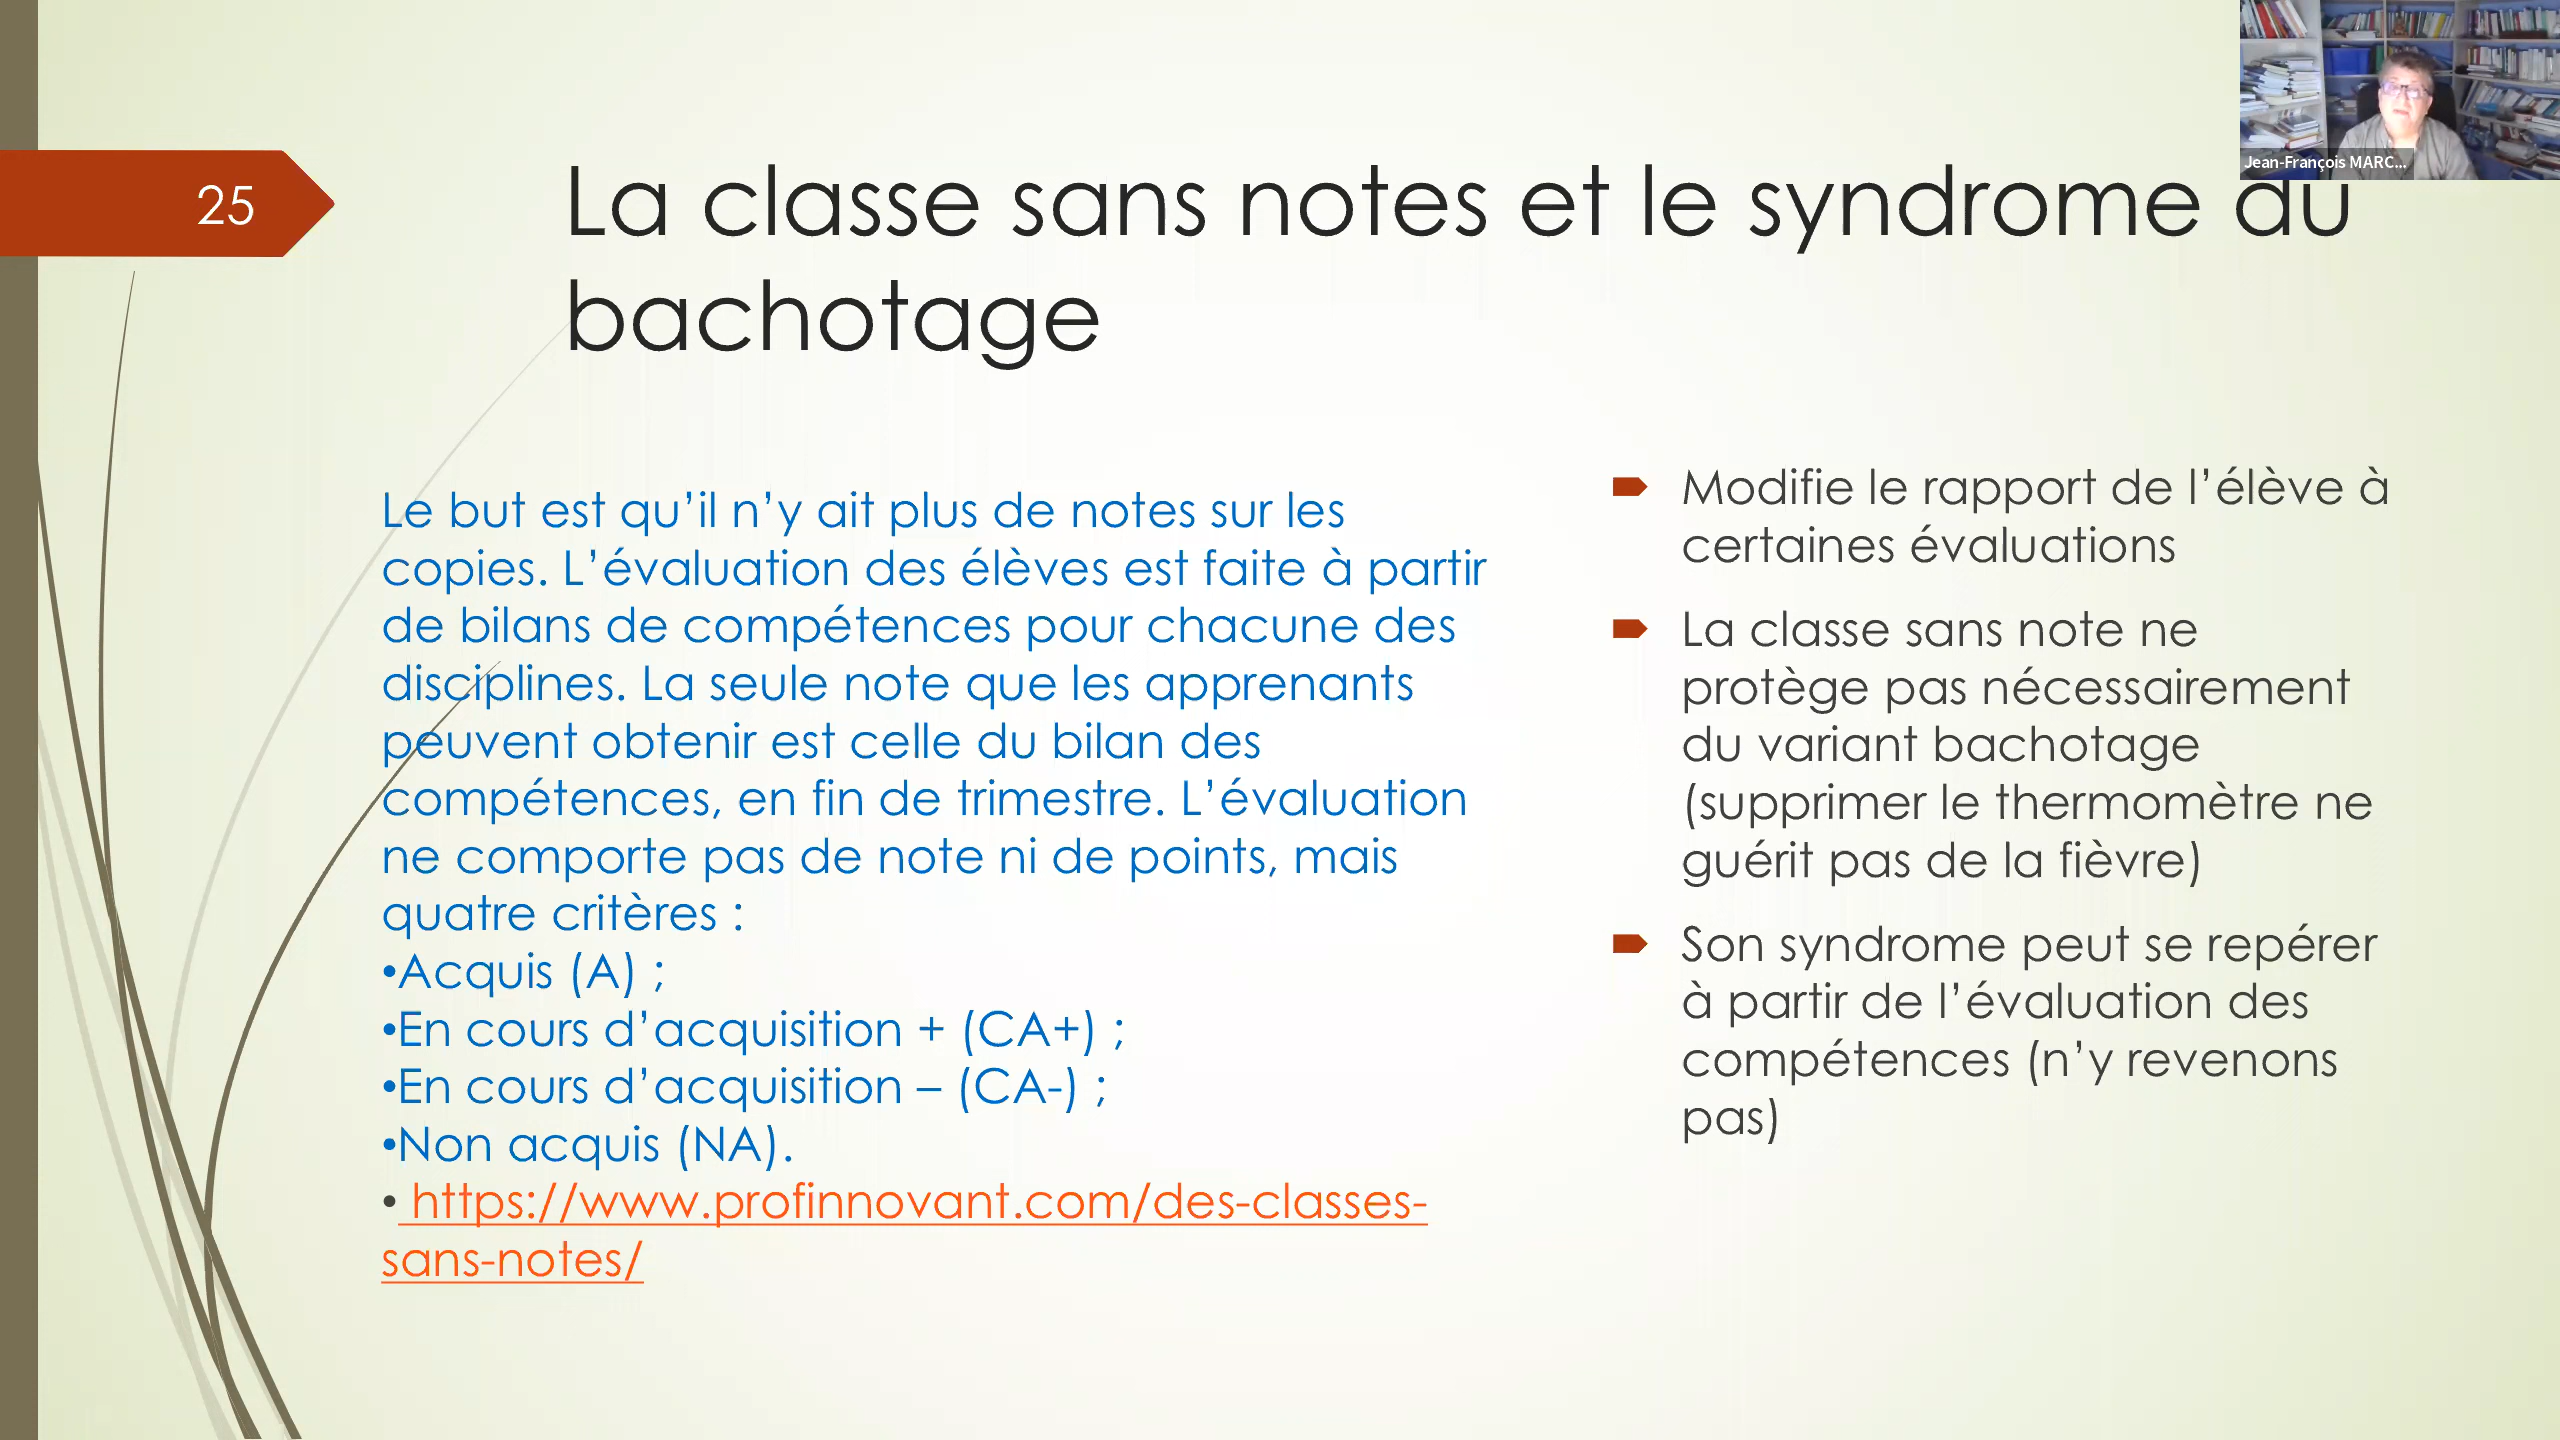 Jean-François MARC...
25
La classe sans notes et le syndrome du
bachotage
Le but est qu’il n’y ait plus de notes sur les
copies. L’évaluation des élèves est faite à partir
de bilans de compétences pour chacune des
disciplines. La seule note que les apprenants
peuvent obtenir est celle du bilan des
compétences, en fin de trimestre. L’évaluation
ne comporte pas de note ni de points, mais
quatre critères :
•Acquis (A) ;
•En cours d’acquisition + (CA+) ;
•En cours d’acquisition – (CA-) ;
•Non acquis (NA).
• https://www.profinnovant.com/des-classes-
sans-notes/
Modifie le rapport de l’élève à
certaines évaluations
La classe sans note ne
protège pas nécessairement
du variant bachotage
(supprimer le thermomètre ne
guérit pas de la fièvre)
Son syndrome peut se repérer
à partir de l’évaluation des
compétences (n’y revenons
pas)